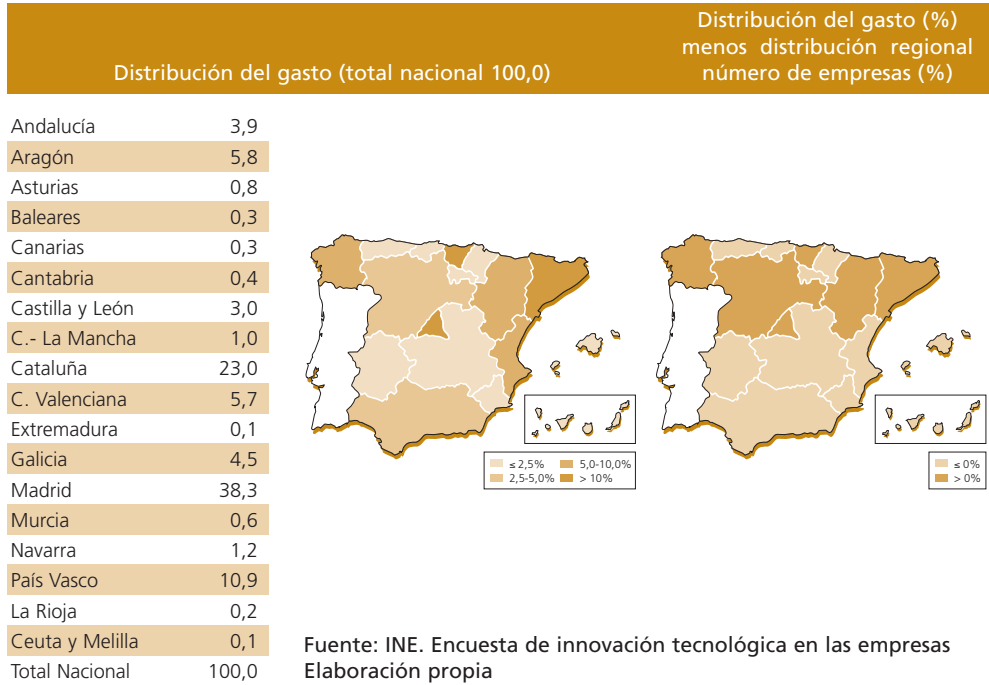 Distribución del gasto (total nacional 100,0)
Distribución del gasto (%)
menos distribución regional
número de empresas (%)
Andalucía 3,9
Aragón 5,8
Asturias 0,8
Baleares 0,3
Canarias 0,3
Cantabria 0,4
Castilla y León 3,0
C.- La Mancha 1,0
Cataluña 23,0
C. Valenciana 5,7
Extremadura 0,1
Galicia 4,5
Madrid 38,3
Murcia 0,6
Navarra 1,2
País Vasco 10,9
La Rioja 0,2
Ceuta y Melilla 0,1
Total Nacional 100,0
≤ 2,5% 5,0-10,0%
2,5-5,0% > 10%
≤ 0%
> 0%
Fuente: INE. Encuesta de innovación tecnológica en las empresas
Elaboración propia